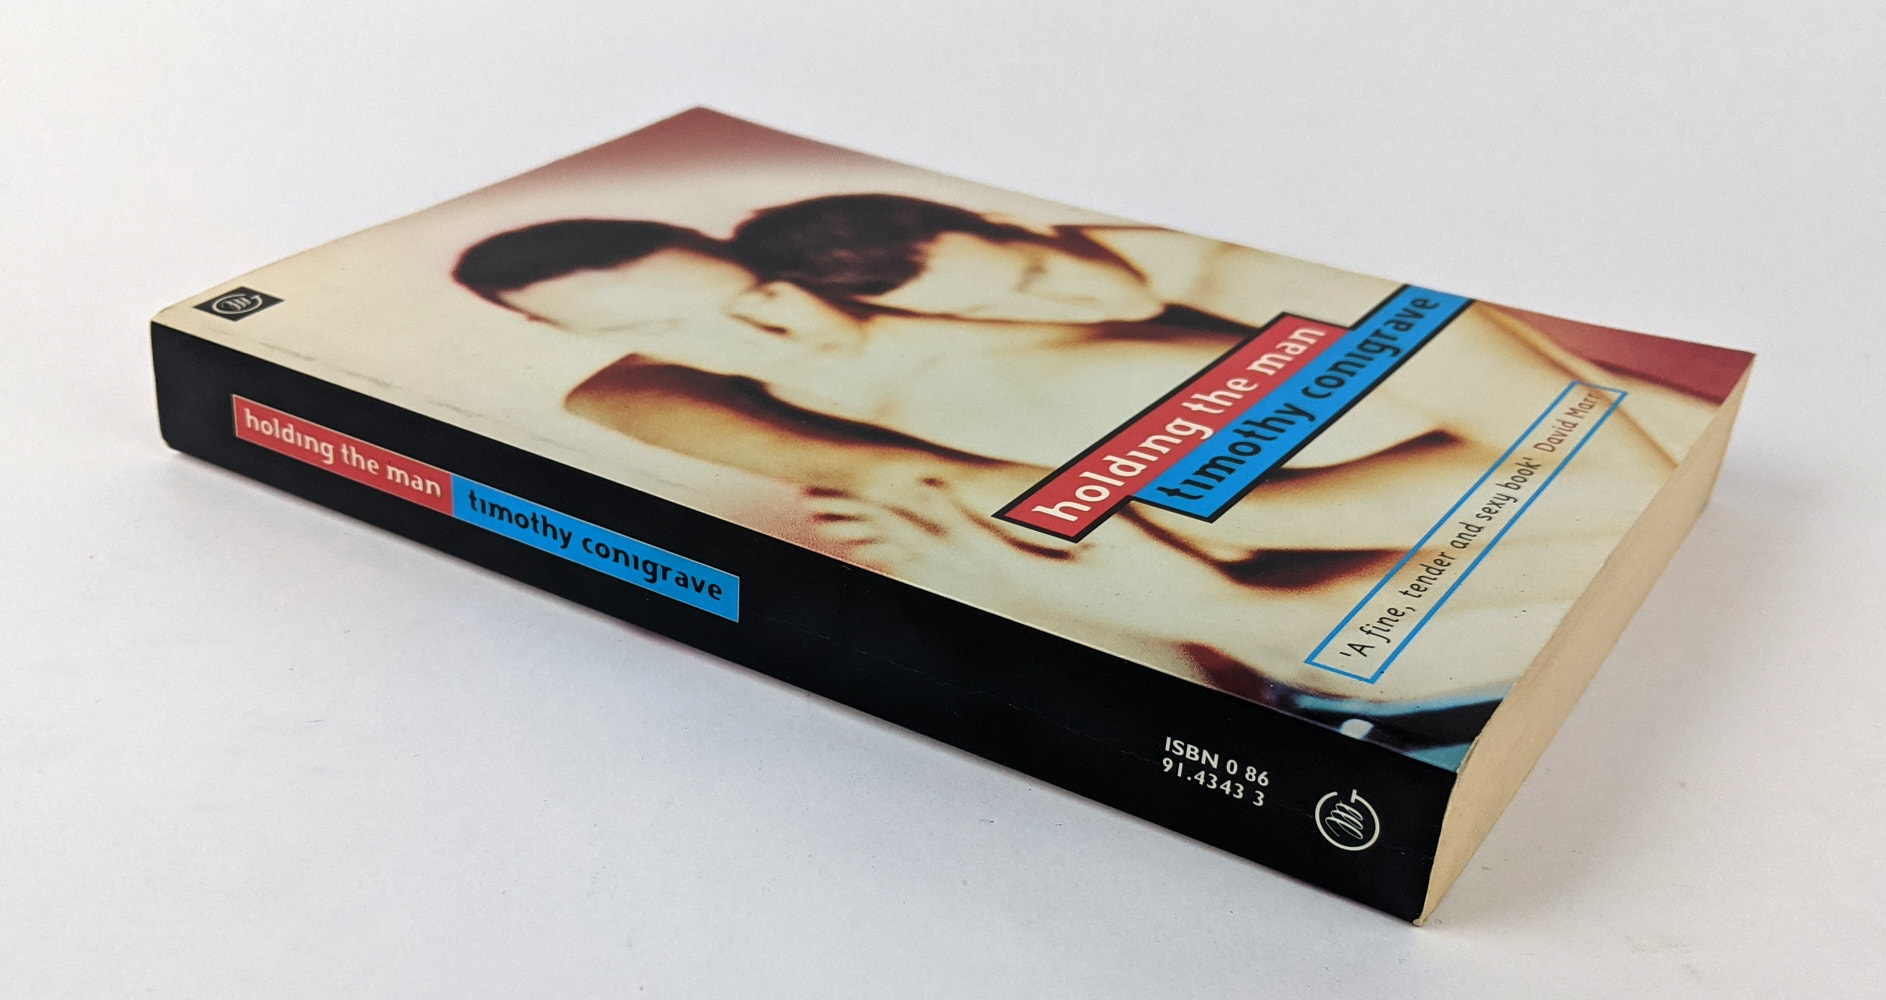 holding the man
timothy conigrave
'A fine, tender and sexy book' David Marr
holding the man timothy conigrave
ISBN 0 86
91.4343 3